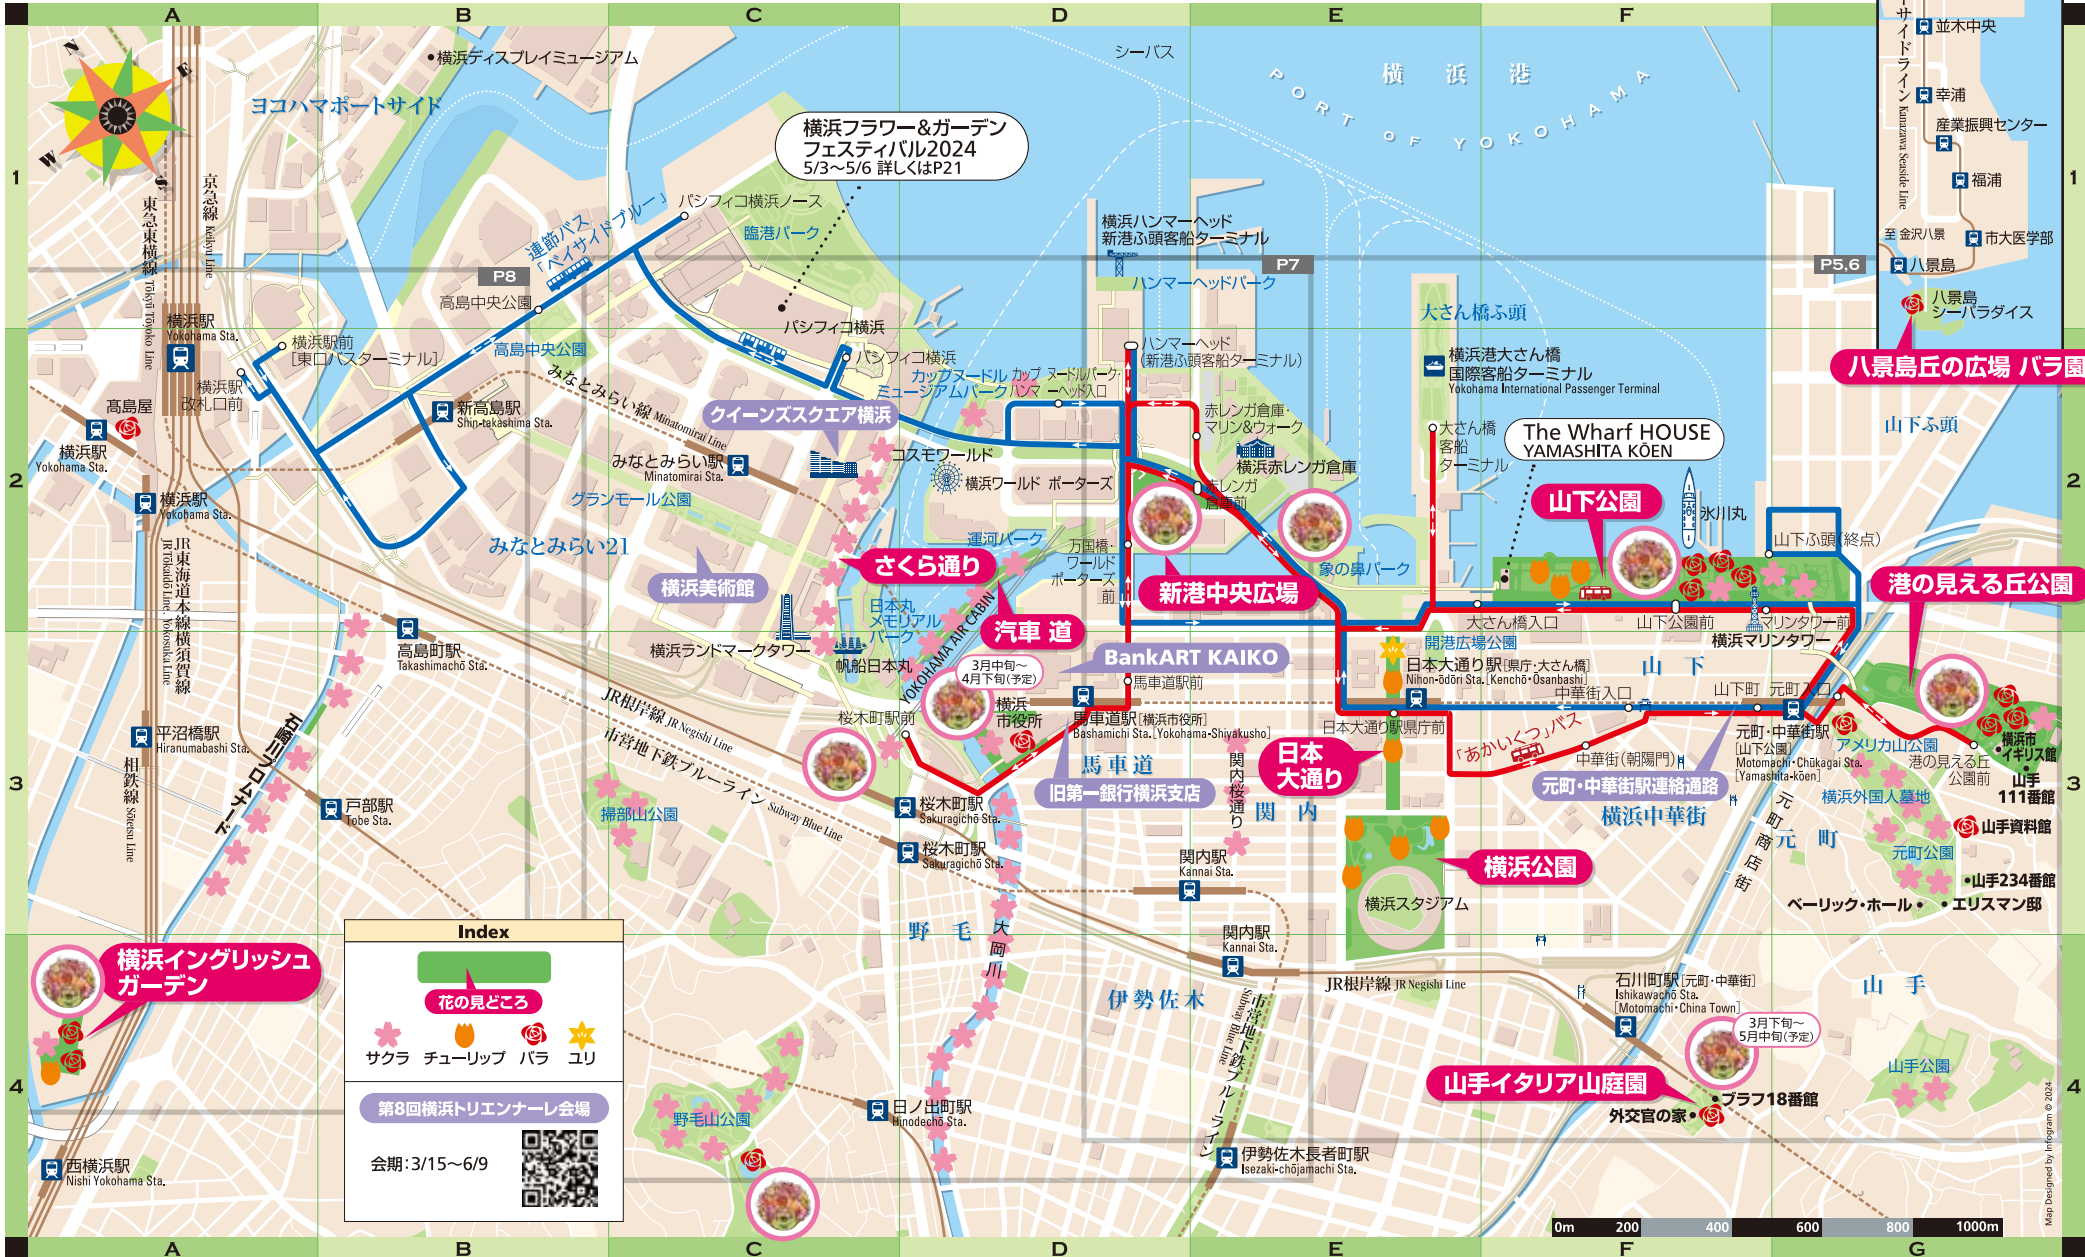 A
B
C
D
E
F
G
1
2
3
4
N
E
W
S
横浜ディスプレイミュージアム
ヨコハマポートサイド
シーバス
横浜港
PORT OF YOKOHAMA
横浜フラワー&ガーデン
フェスティバル2024
5/3~5/6 詳しくはP21
サイドライン Kanazawa Seaside Line
並木中央
幸浦
産業振興センター
福浦
至 金沢八景
市大医学部
八景島
八景島
シーパラダイス
八景島丘の広場 バラ園
京急線 Keikyu Line
東急東横線 Tōkyū Tōyoko Line
連節バス
「ベイサイドブルー」
パシフィコ横浜ノース
臨港パーク
横浜ハンマーヘッド
新港ふ頭客船ターミナル
ハンマーヘッドパーク
P8
P7
P5,6
高島中央公園
横浜駅
Yokohama Sta.
横浜駅前
[東口バスターミナル]
高島中央公園
パシフィコ横浜
パシフィコ横浜
ハンマーヘッド
(新港ふ頭客船ターミナル)
大さん橋ふ頭
横浜港大さん橋
国際客船ターミナル
Yokohama International Passenger Terminal
横浜駅
改札口前
髙島屋
横浜駅
Yokohama Sta.
新高島駅
Shin-takashima Sta.
みなとみらい線 Minatomirai Line
カップヌードル
ミュージアムパーク
カップ ヌードルパーク
ハンマーヘッド入口
クイーンズスクエア横浜
赤レンガ倉庫・
マリン&ウォーク
大さん橋
客船
ターミナル
The Wharf HOUSE
YAMASHITA KŌEN
山下ふ頭
みなとみらい駅
Minatomirai Sta.
コスモワールド
横浜ワールド ポーターズ
横浜赤レンガ倉庫
赤レンガ
倉庫前
山下公園
氷川丸
横浜駅
Yokohama Sta.
グランモール公園
みなとみらい21
運河パーク
万国橋・
ワールド
ポーターズ
前
象の鼻パーク
山下ふ頭(終点)
JR東海道本線・横須賀線
JR Tōkaidō Line, Yokosuka Line
横浜美術館
さくら通り
新港中央広場
港の見える丘公園
日本丸
メモリアル
パーク
汽車 道
YOKOHAMA AIR CABIN
大さん橋入口
山下公園前
マリンタワー前
横浜マリンタワー
高島町駅
Takashimachō Sta.
横浜ランドマークタワー
帆船日本丸
BankART KAIKO
開港広場公園
日本大通り駅[県庁・大さん橋]
Nihon-ōdōri Sta.[Kenchō・Ōsanbashi]
山下
3月中旬~
4月下旬(予定)
馬車道駅前
中華街入口
山下町
元町入口
JR根岸線 JR Negishi Line
市営地下鉄ブルーライン Subway Blue Line
桜木町駅前
横浜
市役所
馬車道駅[横浜市役所]
Bashamichi Sta.[Yokohama-Shiyakusho]
日本大通り駅県庁前
「あかいくつ」バス
中華街(朝陽門)
元町・中華街駅
[山下公園]
Motomachi・Chūkagai Sta.
[Yamashita-kōen]
アメリカ山公園
港の見える丘
公園前
横浜市
イギリス館
山手
111番館
平沼橋駅
Hiranumabashi Sta.
石崎川プロムナード
相鉄線 Sōtetsu Line
戸部駅
Tobe Sta.
掃部山公園
桜木町駅
Sakuragichō Sta.
桜木町駅
Sakuragichō Sta.
馬車道
旧第一銀行横浜支店
関内桜通り
日本
大通り
関内
元町・中華街駅連絡通路
横浜中華街
横浜外国人墓地
山手資料館
元町商店街
元町
元町公園
山手234番館
ベーリック・ホール
エリスマン邸
関内駅
Kannai Sta.
横浜公園
横浜スタジアム
野毛
大岡川
関内駅
Kannai Sta.
JR根岸線 JR Negishi Line
横浜イングリッシュ
ガーデン
Index
花の見どころ
サクラ
チューリップ
バラ
ユリ
第8回横浜トリエンナーレ会場
会期:3/15~6/9
伊勢佐木
市営地下鉄ブルーライン
Subway Blue Line
石川町駅[元町・中華街]
Ishikawachō Sta.
[Motomachi・China Town]
山手
3月下旬~
5月中旬(予定)
山手イタリア山庭園
ブラフ18番館
外交官の家
山手公園
野毛山公園
日ノ出町駅
Hinodechō Sta.
伊勢佐木長者町駅
Isezaki-chōjamachi Sta.
西横浜駅
Nishi Yokohama Sta.
0m
200
400
600
800
1000m
Map Designed by Infogram © 2024
A
B
C
D
E
F
G
1
2
3
4